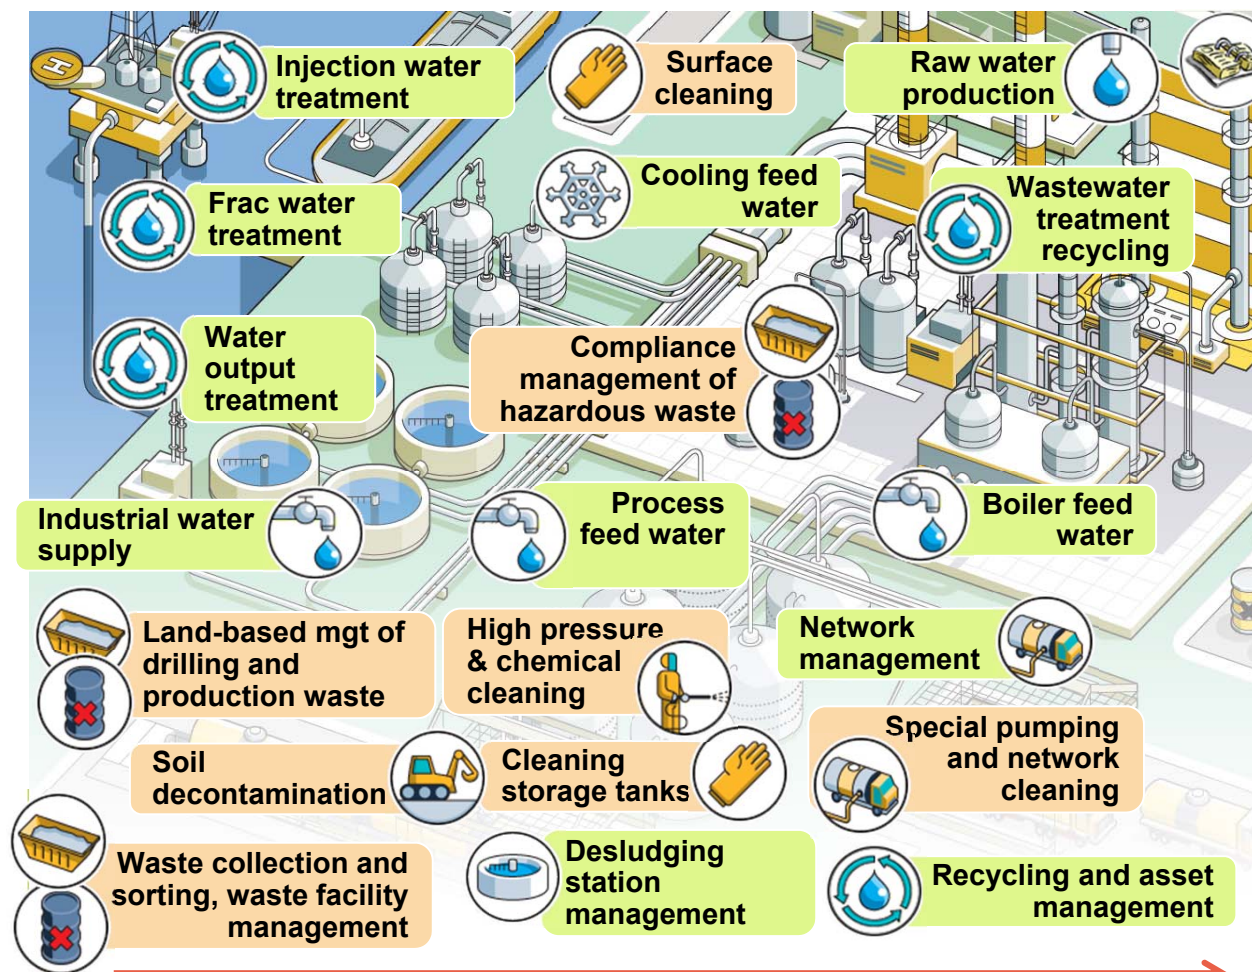 Injection water
treatment
Surface
cleaning
Raw water
production
Frac water
treatment
Cooling feed
water
Wastewater
treatment
recycling
Water
output
treatment
Compliance
management of
hazardous waste
Industrial water
supply
Process
feed water
Boiler feed
water
Land-based mgt of
drilling and
production waste
High pressure
& chemical
cleaning
Network
management
Soil
decontamination
Cleaning
storage tanks
Special pumping
and network
cleaning
Waste collection and
sorting, waste facility
management
Desludging
station
management
Recycling and asset
management
H